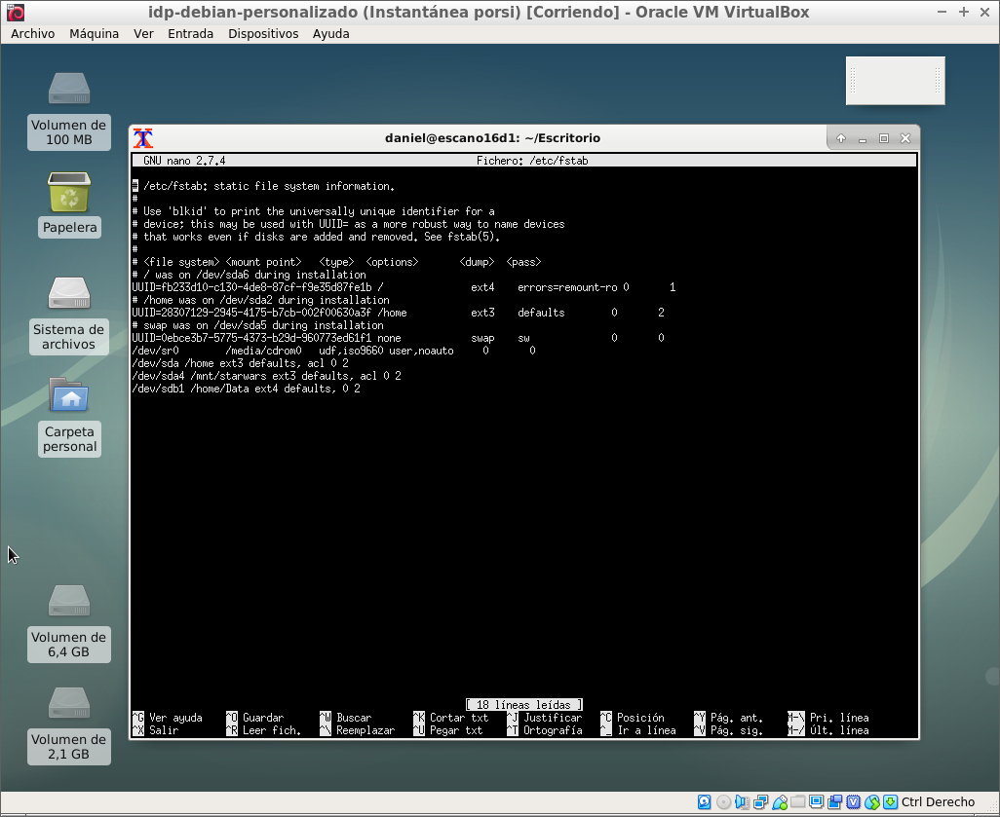 idp-debian-personalizado (Instantánea porsi) [Corriendo] - Oracle VM VirtualBox
Archivo Máquina Ver Entrada Dispositivos Ayuda
Volumen de
100 MB
Papelera
Sistema de
archivos
Carpeta
personal
Volumen de
6,4 GB
Volumen de
2,1 GB
daniel@escano16d1: ~/Escritorio
GNU nano 2.7.4 Fichero: /etc/fstab
# /etc/fstab: static file system information.
#
# Use 'blkid' to print the universally unique identifier for a
# device; this may be used with UUID= as a more robust way to name devices
# that works even if disks are added and removed. See fstab(5).
#
# <file system> <mount point> <type> <options> <dump> <pass>
# / was on /dev/sda6 during installation
UUID=fb233d10-c130-4de8-87cf-f9e35d87fe1b / ext4 errors=remount-ro 0 1
# /home was on /dev/sda2 during installation
UUID=28307129-2945-4175-b7cb-002f00630a3f /home ext3 defaults 0 2
# swap was on /dev/sda5 during installation
UUID=0ebce3b7-5775-4373-b29d-960773ed61f1 none swap sw 0 0
/dev/sr0 /media/cdrom0 udf,iso9660 user,noauto 0 0
/dev/sda /home ext3 defaults, acl 0 2
/dev/sda4 /mnt/starwars ext3 defaults, acl 0 2
/dev/sdb1 /home/Data ext4 defaults, 0 2
[ 18 líneas leídas ]
^G Ver ayuda ^O Guardar ^W Buscar ^K Cortar txt ^J Justificar ^C Posición ^Y Pág. ant. M-\ Pri. línea
^X Salir ^R Leer fich. ^\ Reemplazar ^U Pegar txt ^T Ortografía ^_ Ir a línea ^V Pág. sig. M-/ Últ. línea
Ctrl Derecho